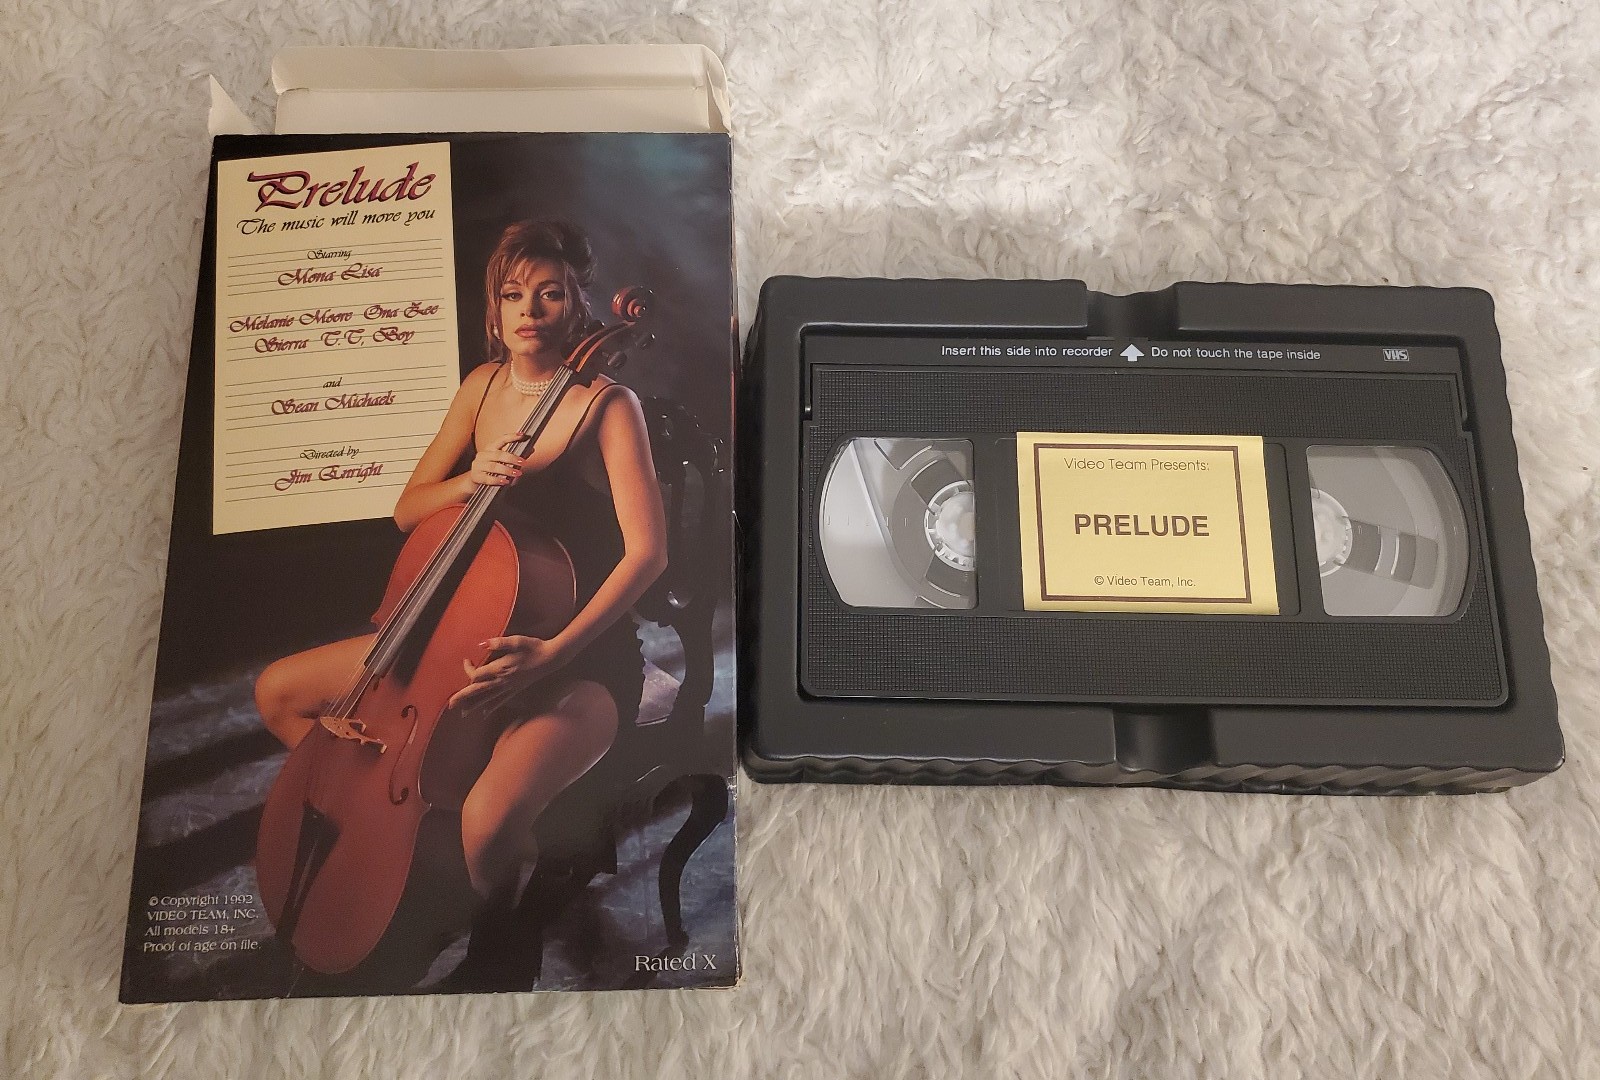 Prelude
The music will move you
Starring
Mona Lisa
Melanie Moore Ona Zee
Sierra T.T. Boy
and
Sean Michaels
Directed by
Jim Enright
© Copyright 1992
VIDEO TEAM, INC.
All models 18+
Proof of age on file.
Rated X
Insert this side into recorder Do not touch the tape inside VHS
Video Team Presents:
PRELUDE
© Video Team, Inc.